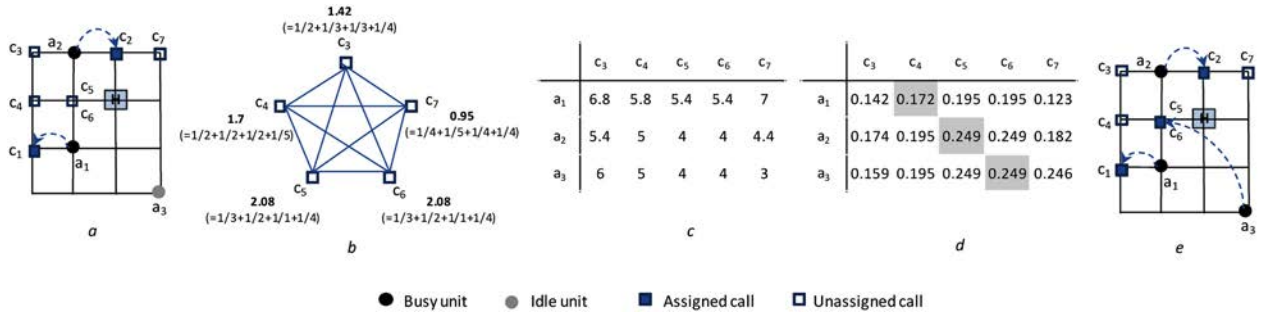 c₃ a₂ c₂ c₇
c₅
c₄ H
c₆
c₁ a₁
a₃
a
1.42
(=1/2+1/3+1/3+1/4)
c₃
c₄ c₇
1.7
(=1/2+1/2+1/2+1/5)
0.95
(=1/4+1/5+1/4+1/4)
c₅ c₆
2.08
(=1/3+1/2+1/1+1/4)
2.08
(=1/3+1/2+1/1+1/4)
b
c₃ c₄ c₅ c₆ c₇
a₁ 6.8 5.8 5.4 5.4 7
a₂ 5.4 5 4 4 4.4
a₃ 6 5 4 4 3
c
c₃ c₄ c₅ c₆ c₇
a₁ 0.142 0.172 0.195 0.195 0.123
a₂ 0.174 0.195 0.249 0.249 0.182
a₃ 0.159 0.195 0.249 0.249 0.246
d
a₂ c₂ c₇
c₃
c₅
c₄ H
c₆
c₁ a₁
a₃
e
Busy unit Idle unit Assigned call Unassigned call